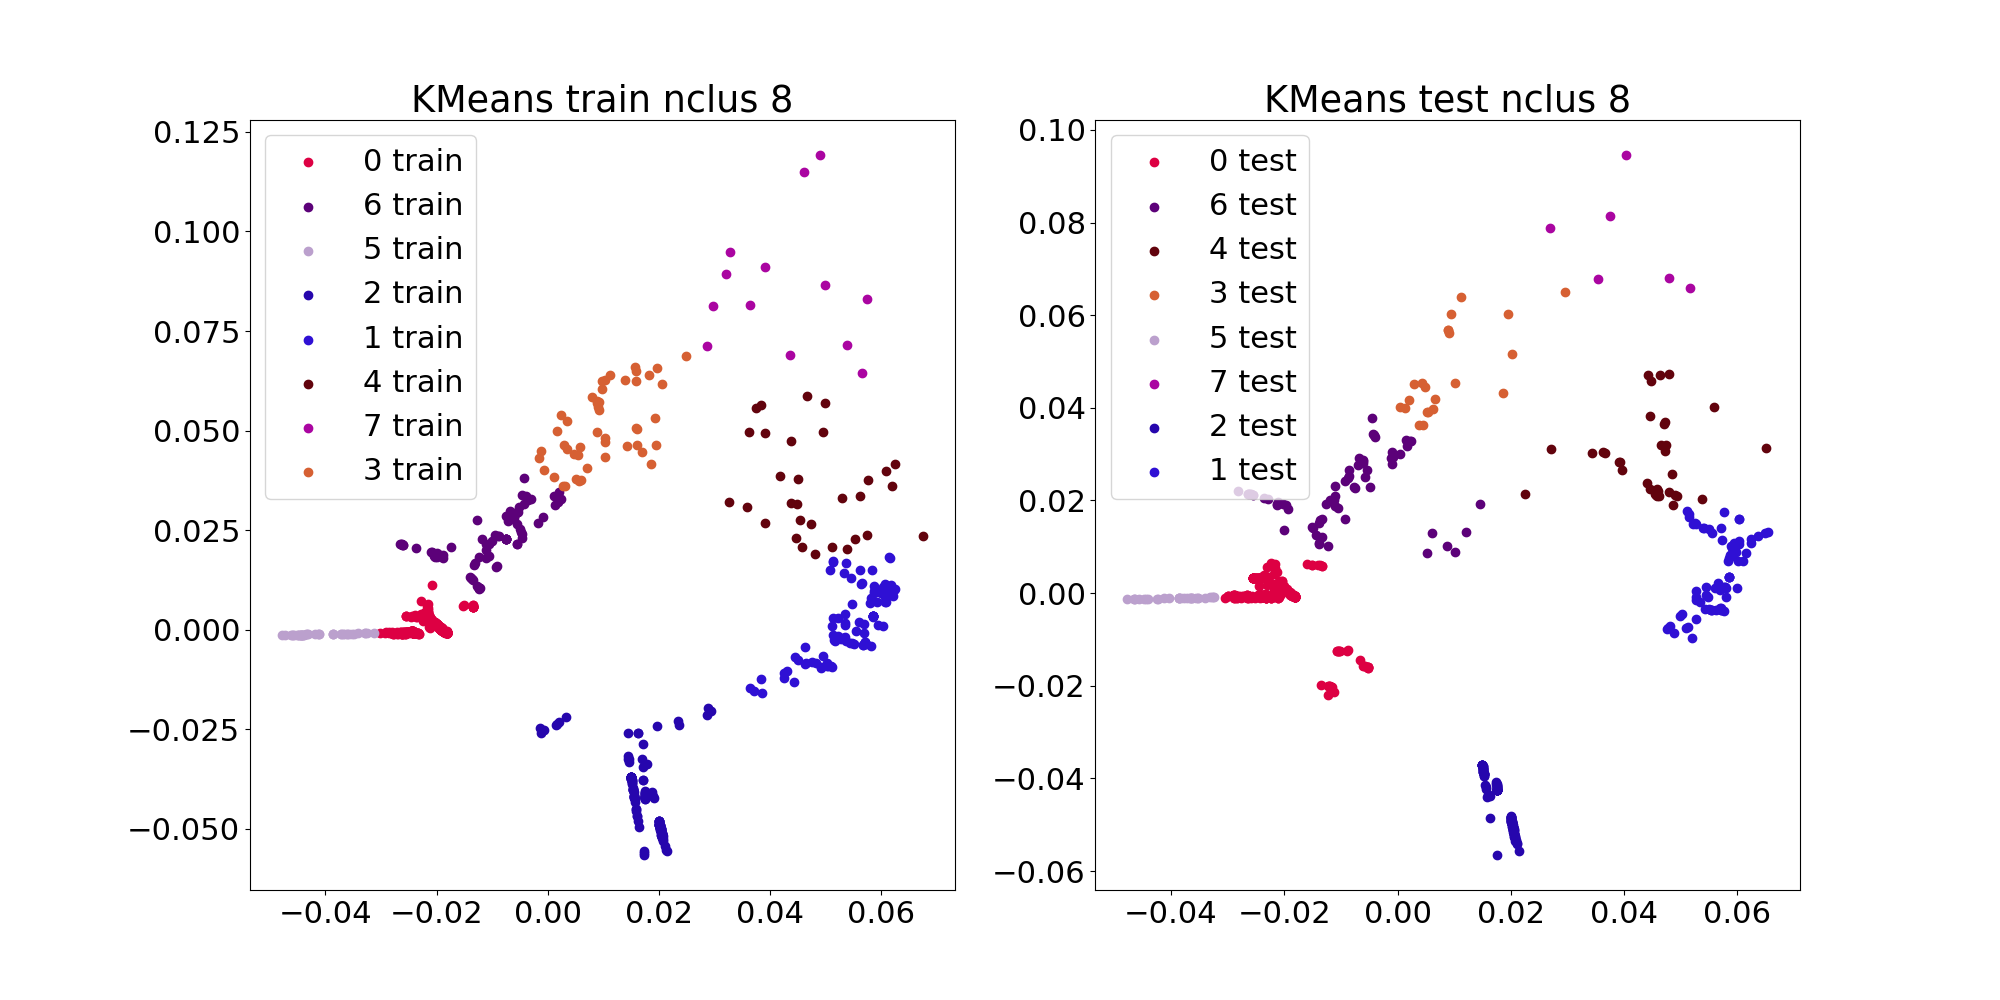 KMeans train nclus 8
0.125
0.100
0.075
0.050
0.025
0.000
−0.025
−0.050
0 train
6 train
5 train
2 train
1 train
4 train
7 train
3 train
−0.04 −0.02 0.00 0.02 0.04 0.06
KMeans test nclus 8
0.10
0.08
0.06
0.04
0.02
0.00
−0.02
−0.04
−0.06
0 test
6 test
4 test
3 test
5 test
7 test
2 test
1 test
−0.04 −0.02 0.00 0.02 0.04 0.06